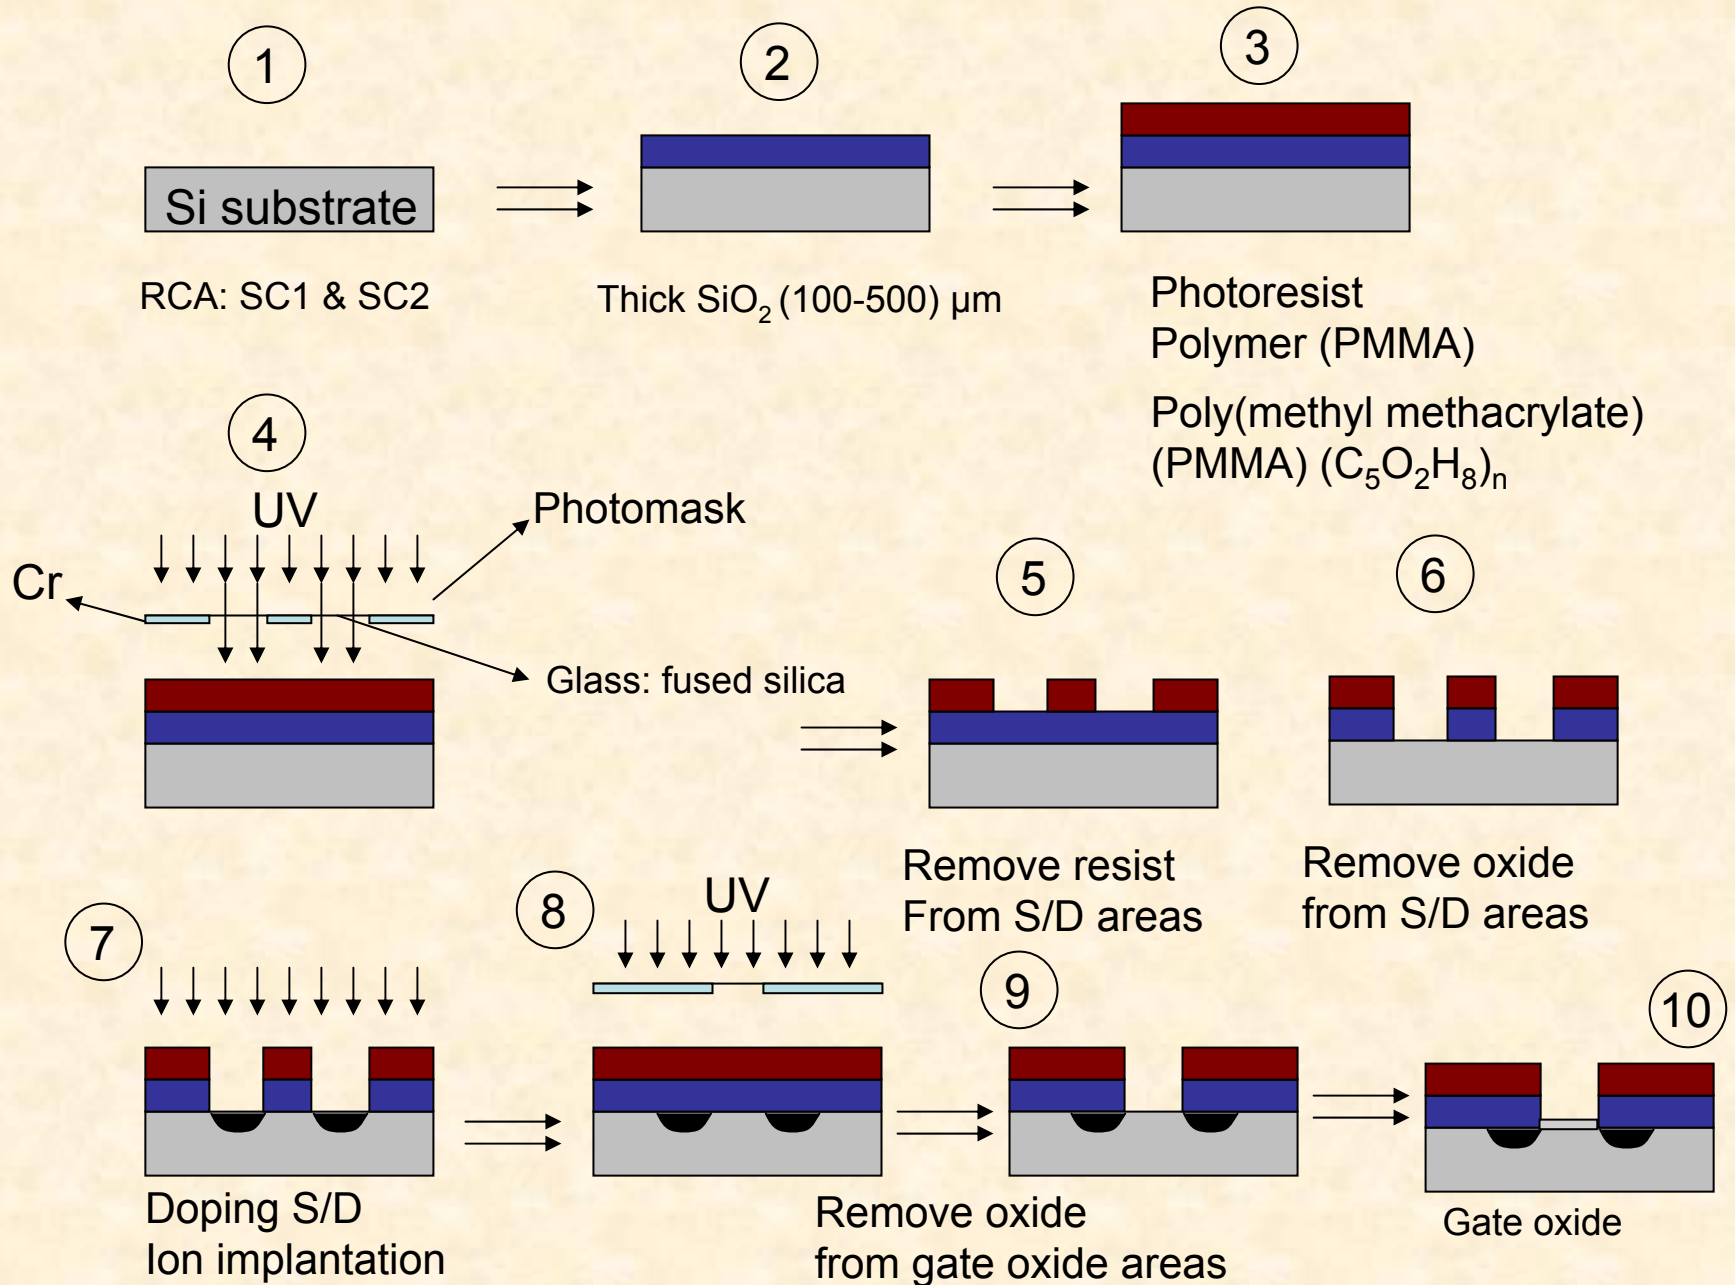 1
2
3
Si substrate
RCA: SC1 & SC2
Thick SiO₂ (100-500) µm
Photoresist
Polymer (PMMA)
Poly(methyl methacrylate)
(PMMA) (C₅O₂H₈)ₙ
4
UV
Photomask
Cr
Glass: fused silica
5
6
Remove resist
From S/D areas
Remove oxide
from S/D areas
7
Doping S/D
Ion implantation
8
UV
9
Remove oxide
from gate oxide areas
10
Gate oxide